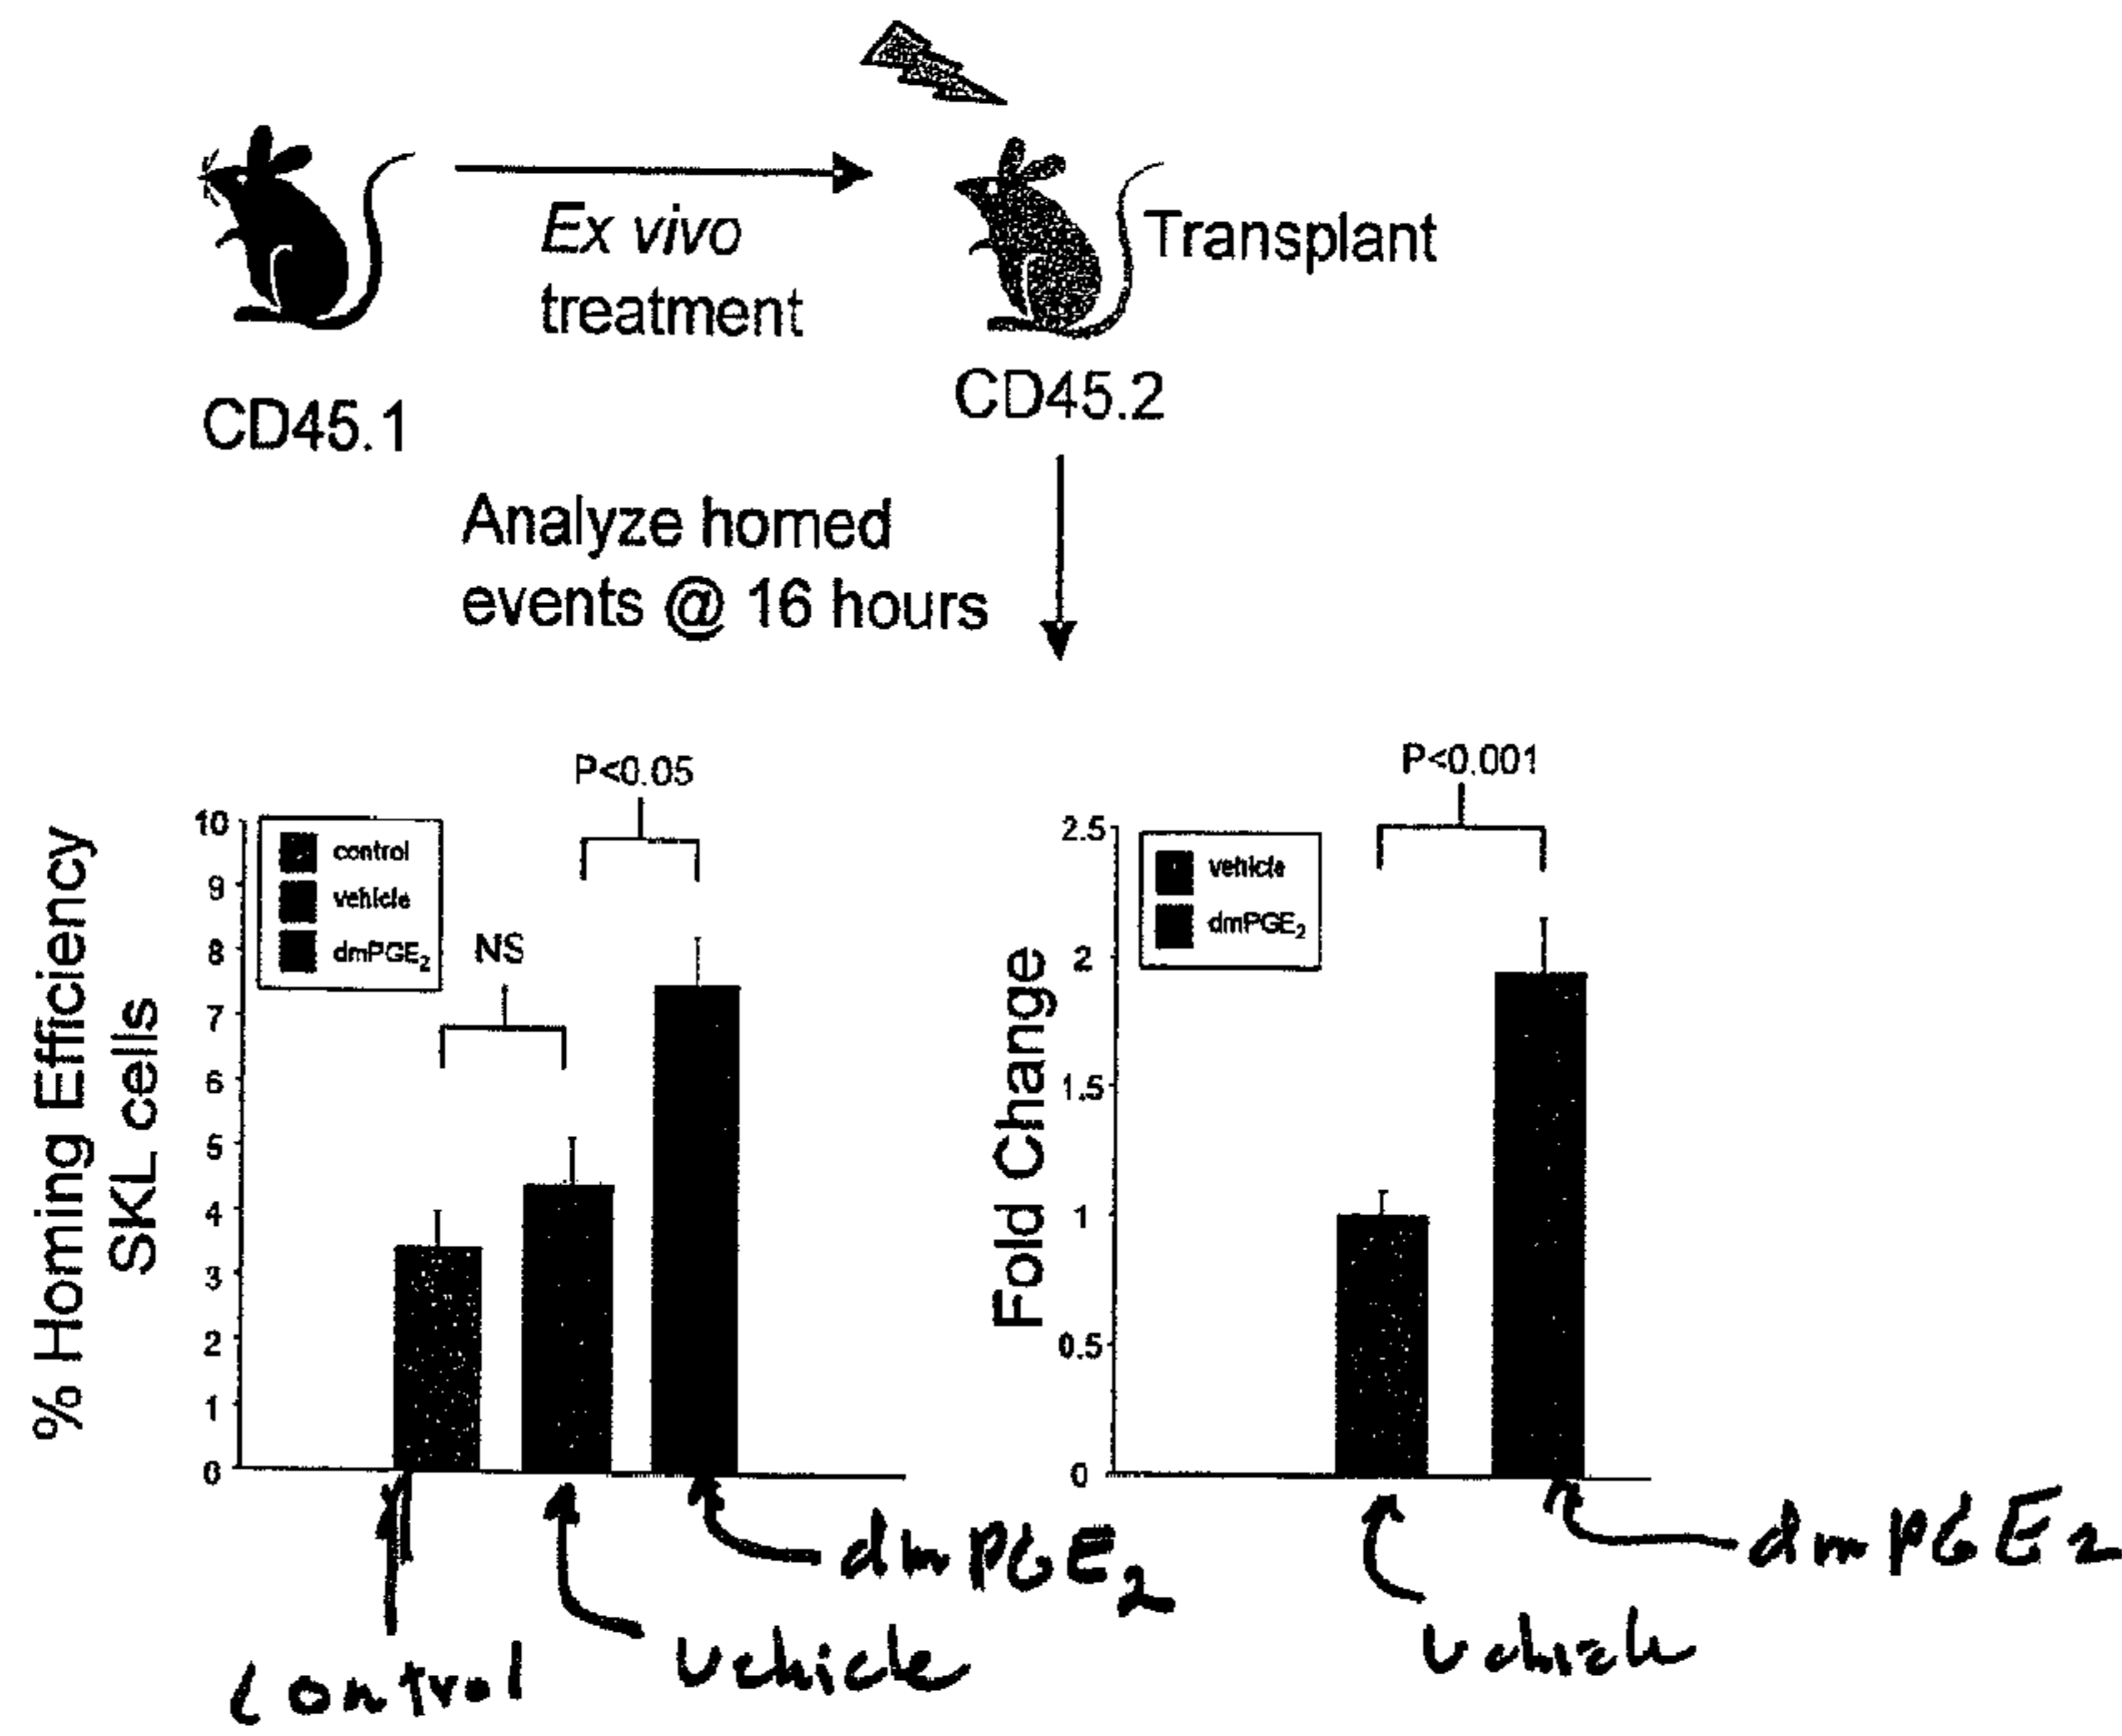 Ex vivo
treatment
Transplant
CD45.1
CD45.2
Analyze homed
events @ 16 hours
% Homing Efficiency
SKL cells
P<0.05
NS
control
vehicle
dmPGE2
10
9
8
7
6
5
4
3
2
1
0
control
vehicle
dmPGE2
Fold Change
P<0.001
vehicle
dmPGE2
2.5
2
1.5
1
0.5
0
vehicle
dmPGE2